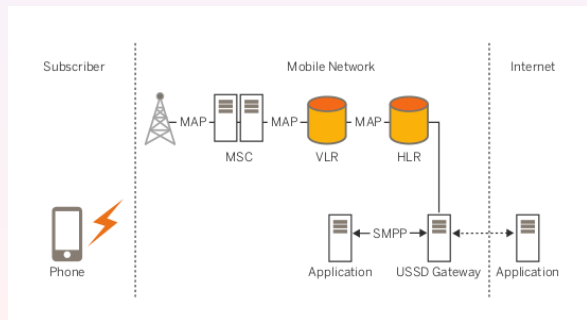 Subscriber
Mobile Network
Internet
MAP
MAP
MAP
MSC
VLR
HLR
SMPP
Phone
Application
USSD Gateway
Application